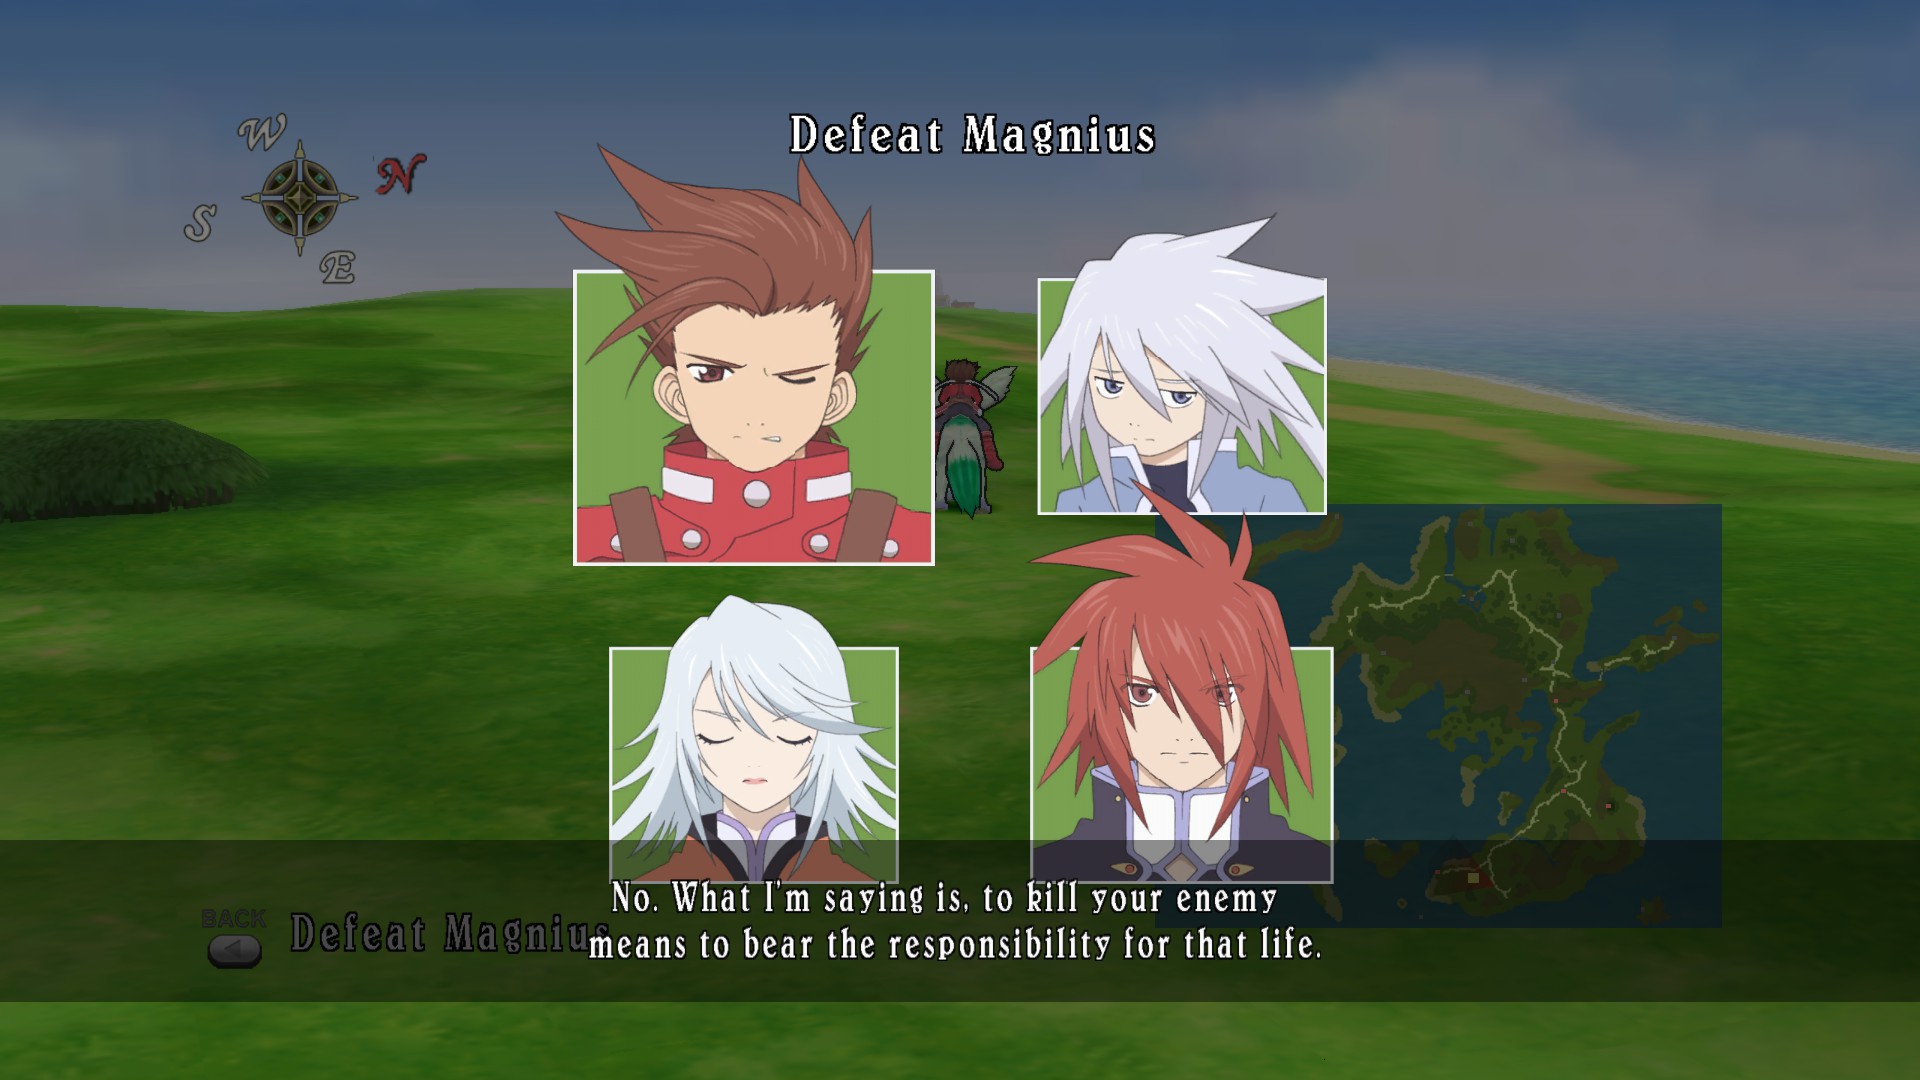 Defeat Magnius
W
N
S
E
BACK
Defeat Magnius
No. What I'm saying is, to kill your enemy
means to bear the responsibility for that life.